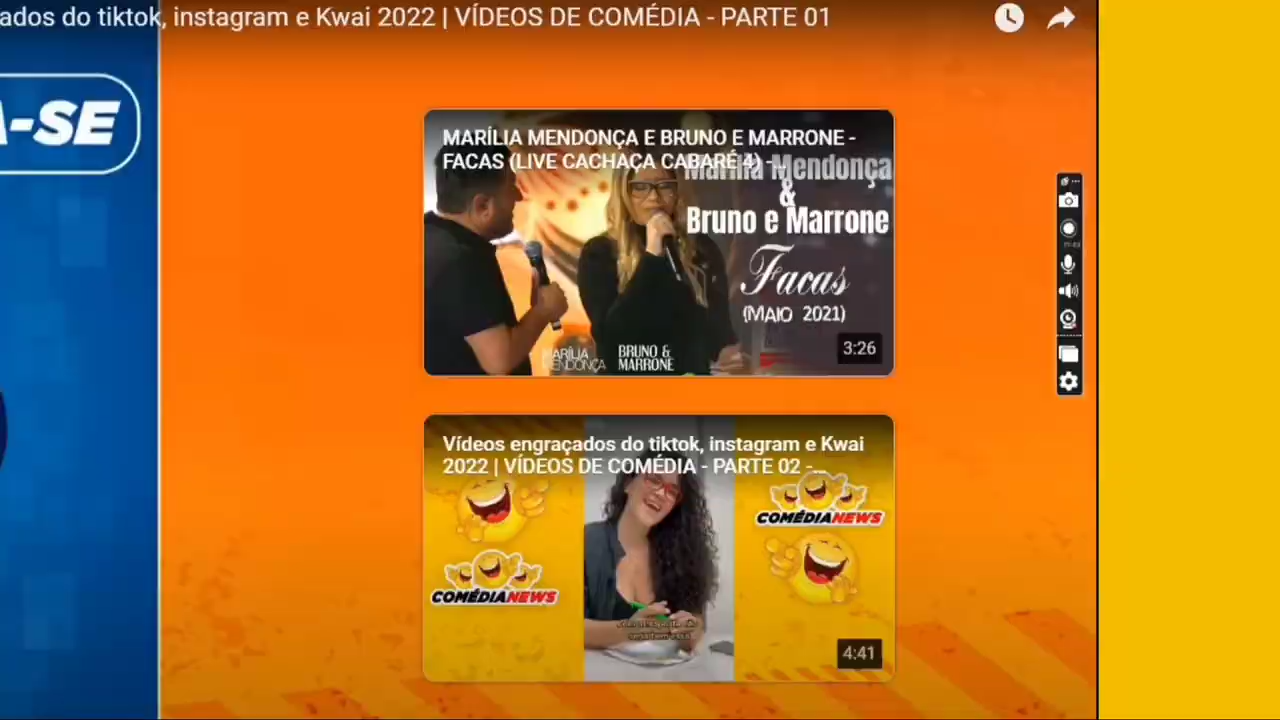 ados do tiktok, instagram e Kwai 2022 | VÍDEOS DE COMÉDIA - PARTE 01
A-SE
MARÍLIA MENDONÇA E BRUNO E MARRONE -
FACAS (LIVE CACHAÇA CABARÉ 4) -...
Marília Mendonça
&
Bruno e Marrone
Facas
(MAIO 2021)
3:26
MARÍLIA
MENDONÇA
BRUNO &
MARRONE
Vídeos engraçados do tiktok, instagram e Kwai
2022 | VÍDEOS DE COMÉDIA - PARTE 02 -...
COMÉDIANEWS
COMÉDIANEWS
4:41